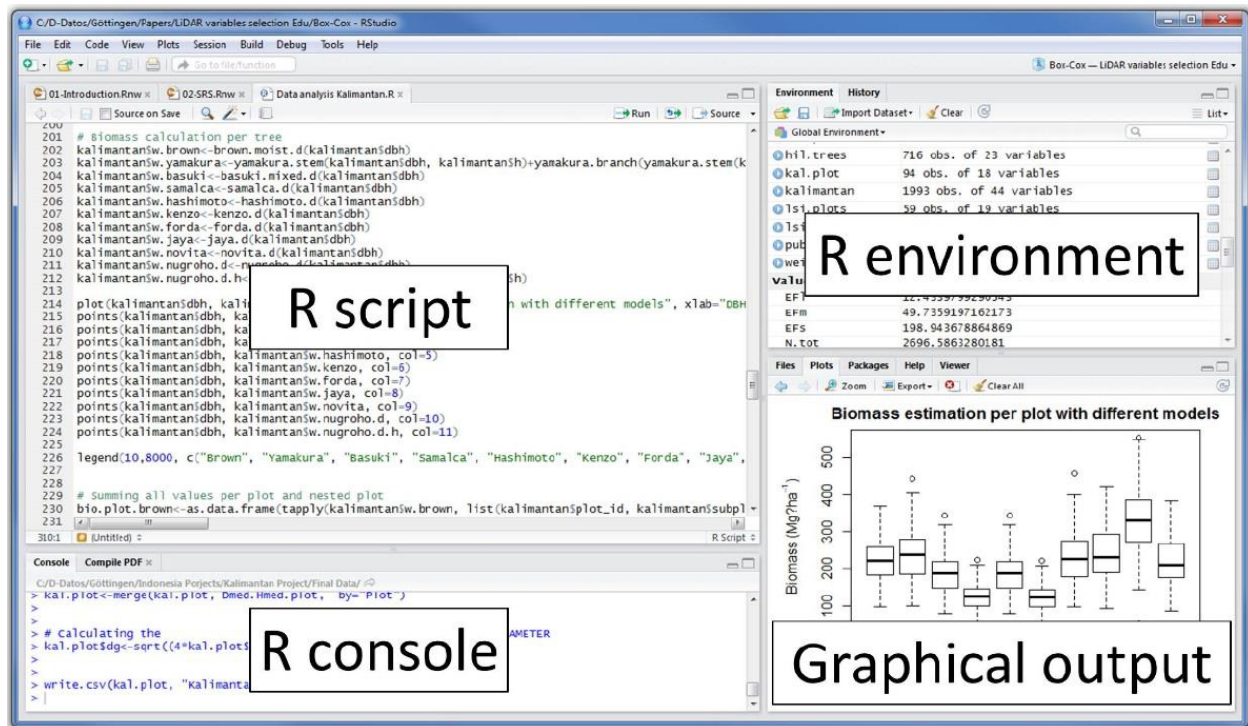 C/D-Datos/Göttingen/Papers/LiDAR variables selection Edu/Box-Cox - RStudio
File Edit Code View Plots Session Build Debug Tools Help
Go to file/function
Box-Cox — LiDAR variables selection Edu
01-Introduction.Rnw
02-SRS.Rnw
Data analysis Kalimantan.R
Source on Save
Run
Source
200
201 # Biomass calculation per tree
202 kalimantan$w.brown<-brown.moist.d(kalimantan$dbh)
203 kalimantan$w.yamakura<-yamakura.stem(kalimantan$dbh, kalimantan$h)+yamakura.branch(yamakura.stem(k
204 kalimantan$w.basuki<-basuki.mixed.d(kalimantan$dbh)
205 kalimantan$w.samalca<-samalca.d(kalimantan$dbh)
206 kalimantan$w.hashimoto<-hashimoto.d(kalimantan$dbh)
207 kalimantan$w.kenzo<-kenzo.d(kalimantan$dbh)
208 kalimantan$w.forda<-forda.d(kalimantan$dbh)
209 kalimantan$w.jaya<-jaya.d(kalimantan$dbh)
210 kalimantan$w.novita<-novita.d(kalimantan$dbh)
211 kalimantan$w.nugroho.d<-nugroho.d(kalimantan$dbh)
212 kalimantan$w.nugroho.d.h< $h)
213
214 plot(kalimantan$dbh, kali n with different models", xlab="DBH
215 points(kalimantan$dbh, kal
216 points(kalimantan$dbh, kal
217 points(kalimantan$dbh, kal
218 points(kalimantan$dbh, kalimantan$w.hashimoto, col=5)
219 points(kalimantan$dbh, kalimantan$w.kenzo, col=6)
220 points(kalimantan$dbh, kalimantan$w.forda, col=7)
221 points(kalimantan$dbh, kalimantan$w.jaya, col=8)
222 points(kalimantan$dbh, kalimantan$w.novita, col=9)
223 points(kalimantan$dbh, kalimantan$w.nugroho.d, col=10)
224 points(kalimantan$dbh, kalimantan$w.nugroho.d.h, col=11)
225
226 legend(10,8000, c("Brown", "Yamakura", "Basuki", "Samalca", "Hashimoto", "Kenzo", "Forda", "Jaya",
227
228
229 # Summing all values per plot and nested plot
230 bio.plot.brown<-as.data.frame(tapply(kalimantan$w.brown, list(kalimantan$plot_id, kalimantan$subpl
231
R script
310:1 (Untitled) R Script
Console Compile PDF
C/D-Datos/Göttingen/Indonesia Porjects/Kalimantan Project/Final Data/
> kal.plot<-merge(kal.plot, Dmed.Hmed.plot, by="Plot")
>
>
> # Calculating the AMETER
> kal.plot$dg<-sqrt((4*kal.plot$
>
>
> write.csv(kal.plot, "Kalimanta
>
R console
Environment History
Import Dataset Clear List
Global Environment
hil.trees 716 obs. of 23 variables
kal.plot 94 obs. of 18 variables
kalimantan 1993 obs. of 44 variables
lsi.plots 59 obs. of 19 variables
lsi
pub
wei
Valu
EFl
EFm 49.7359197162173
EFs 198.943678864869
N.tot 2696.5863280181
R environment
Files Plots Packages Help Viewer
Zoom Export Clear All
Biomass estimation per plot with different models
Biomass (Mg?ha⁻¹)
500
400
300
200
100
Graphical output